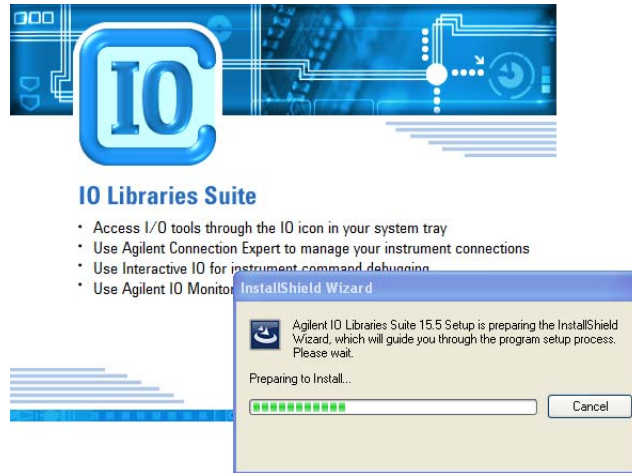 IO
IO Libraries Suite
• Access I/O tools through the IO icon in your system tray
• Use Agilent Connection Expert to manage your instrument connections
• Use Interactive IO for instrument command debugging
• Use Agilent IO Monitor
InstallShield Wizard
Agilent IO Libraries Suite 15.5 Setup is preparing the InstallShield
Wizard, which will guide you through the program setup process.
Please wait.
Preparing to Install...
Cancel